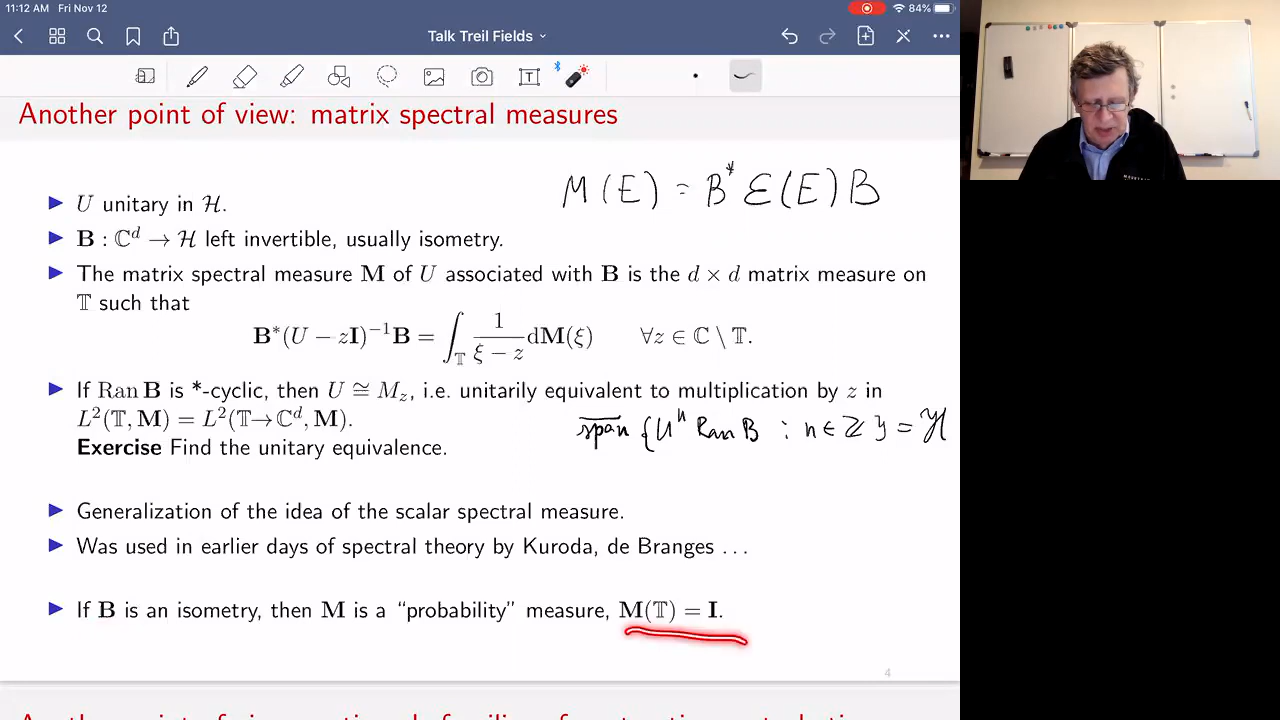 11:12 AM Fri Nov 12
84%
Talk Treil Fields
Another point of view: matrix spectral measures
M(E) = B* ℰ(E) B
▶ U unitary in ℋ.
▶ B : ℂ^d → ℋ left invertible, usually isometry.
▶ The matrix spectral measure M of U associated with B is the d × d matrix measure on
𝕋 such that
B*(U − zI)^{−1}B = ∫_𝕋 1/(ξ − z) dM(ξ) ∀z ∈ ℂ \ 𝕋.
▶ If Ran B is *-cyclic, then U ≅ M_z, i.e. unitarily equivalent to multiplication by z in
L²(𝕋, M) = L²(𝕋→ℂ^d, M).
span {U^n Ran B : n ∈ ℤ} = ℋ
Exercise Find the unitary equivalence.
▶ Generalization of the idea of the scalar spectral measure.
▶ Was used in earlier days of spectral theory by Kuroda, de Branges …
▶ If B is an isometry, then M is a “probability” measure, M(𝕋) = I.
4